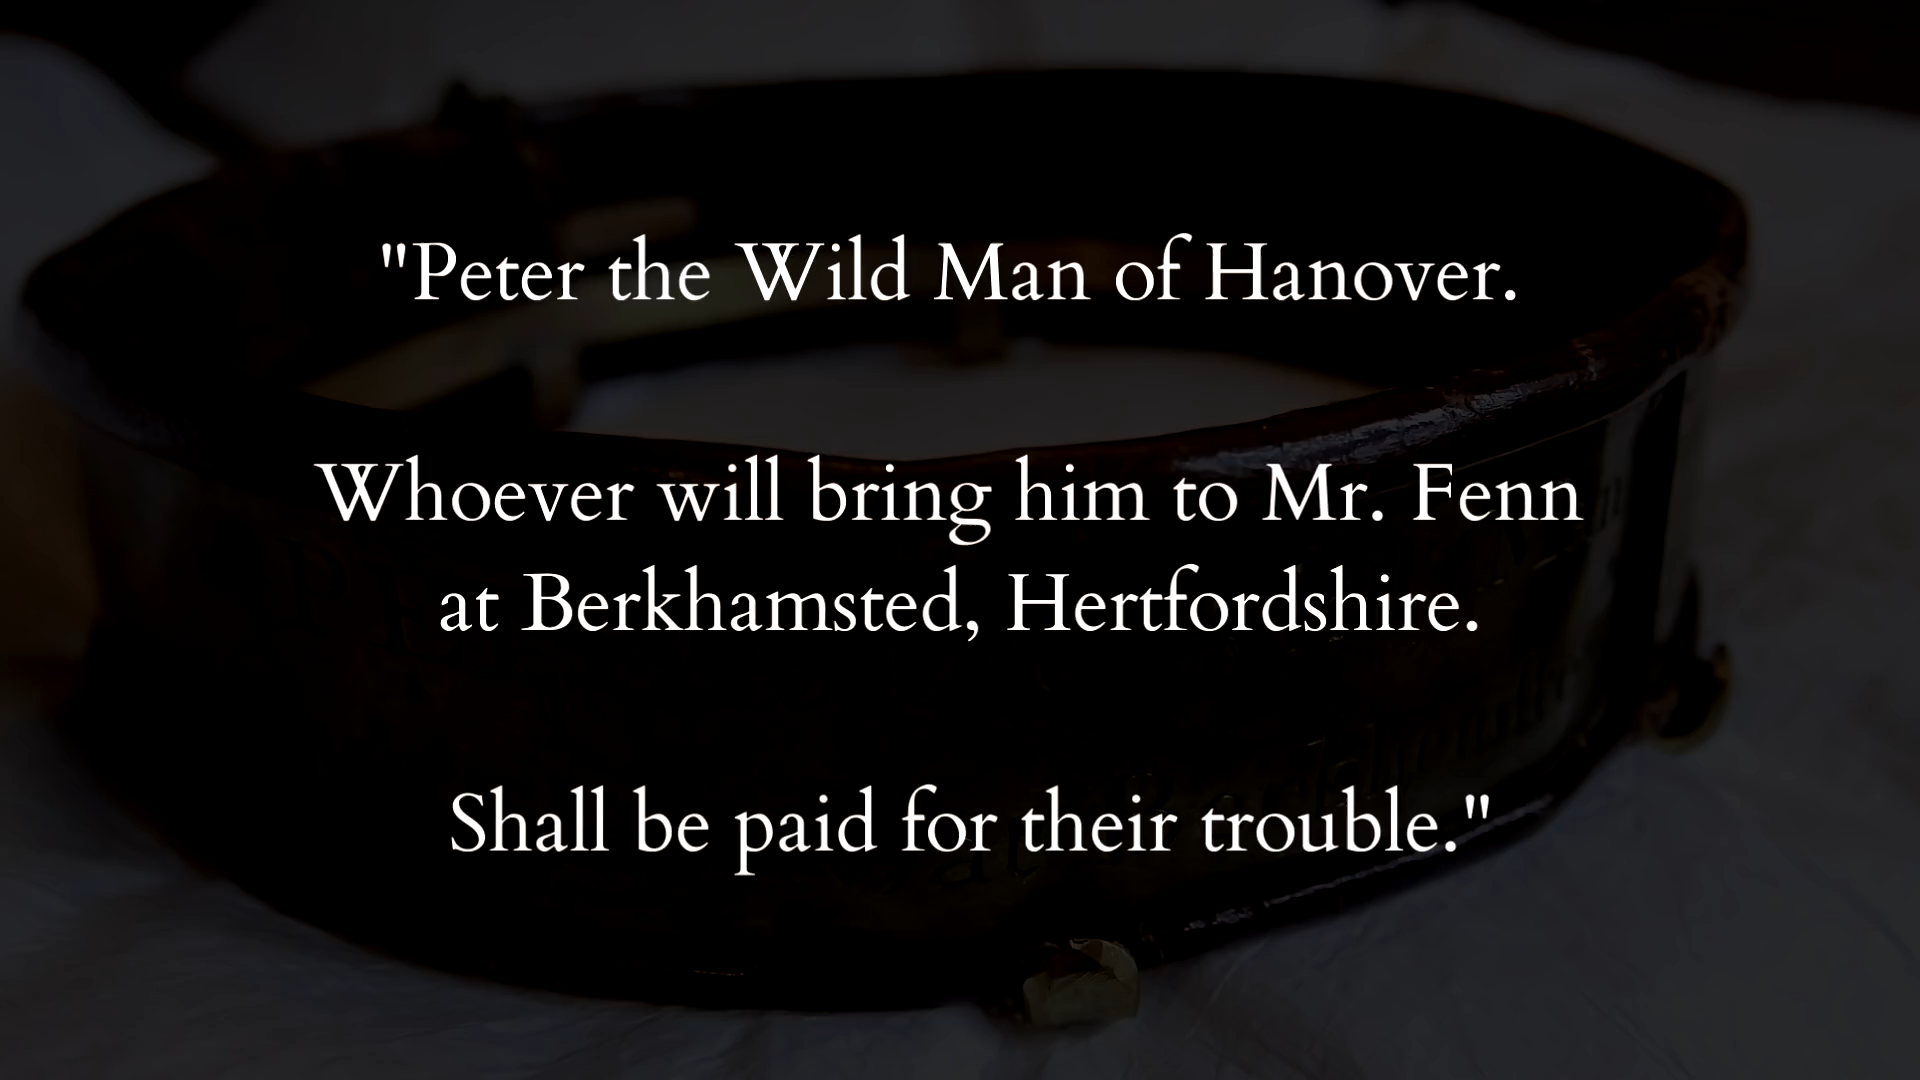 "Peter the Wild Man of Hanover.
Whoever will bring him to Mr. Fenn
at Berkhamsted, Hertfordshire.
Shall be paid for their trouble."